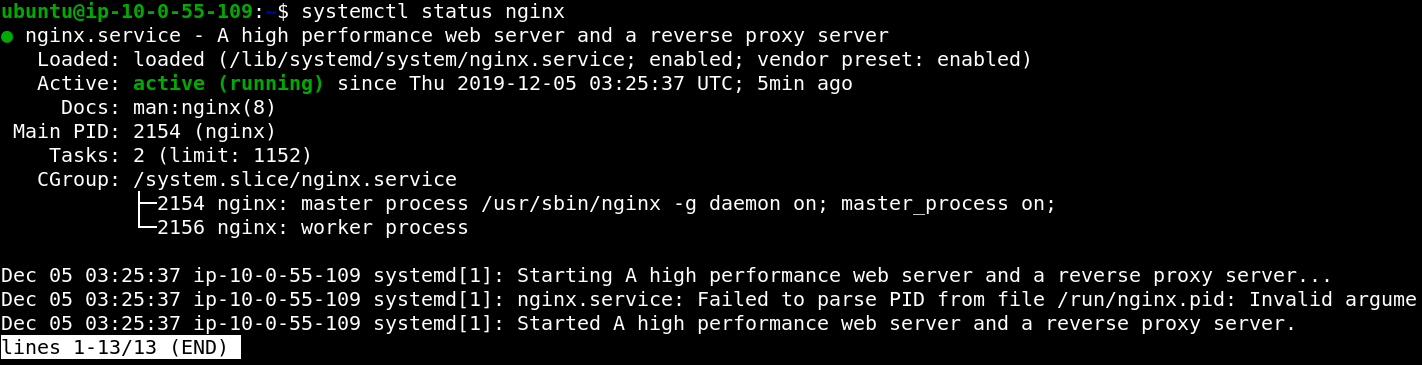 ubuntu@ip-10-0-55-109:~$ systemctl status nginx
● nginx.service - A high performance web server and a reverse proxy server
   Loaded: loaded (/lib/systemd/system/nginx.service; enabled; vendor preset: enabled)
   Active: active (running) since Thu 2019-12-05 03:25:37 UTC; 5min ago
     Docs: man:nginx(8)
 Main PID: 2154 (nginx)
    Tasks: 2 (limit: 1152)
   CGroup: /system.slice/nginx.service
           ├─2154 nginx: master process /usr/sbin/nginx -g daemon on; master_process on;
           └─2156 nginx: worker process

Dec 05 03:25:37 ip-10-0-55-109 systemd[1]: Starting A high performance web server and a reverse proxy server...
Dec 05 03:25:37 ip-10-0-55-109 systemd[1]: nginx.service: Failed to parse PID from file /run/nginx.pid: Invalid argume
Dec 05 03:25:37 ip-10-0-55-109 systemd[1]: Started A high performance web server and a reverse proxy server.
lines 1-13/13 (END)